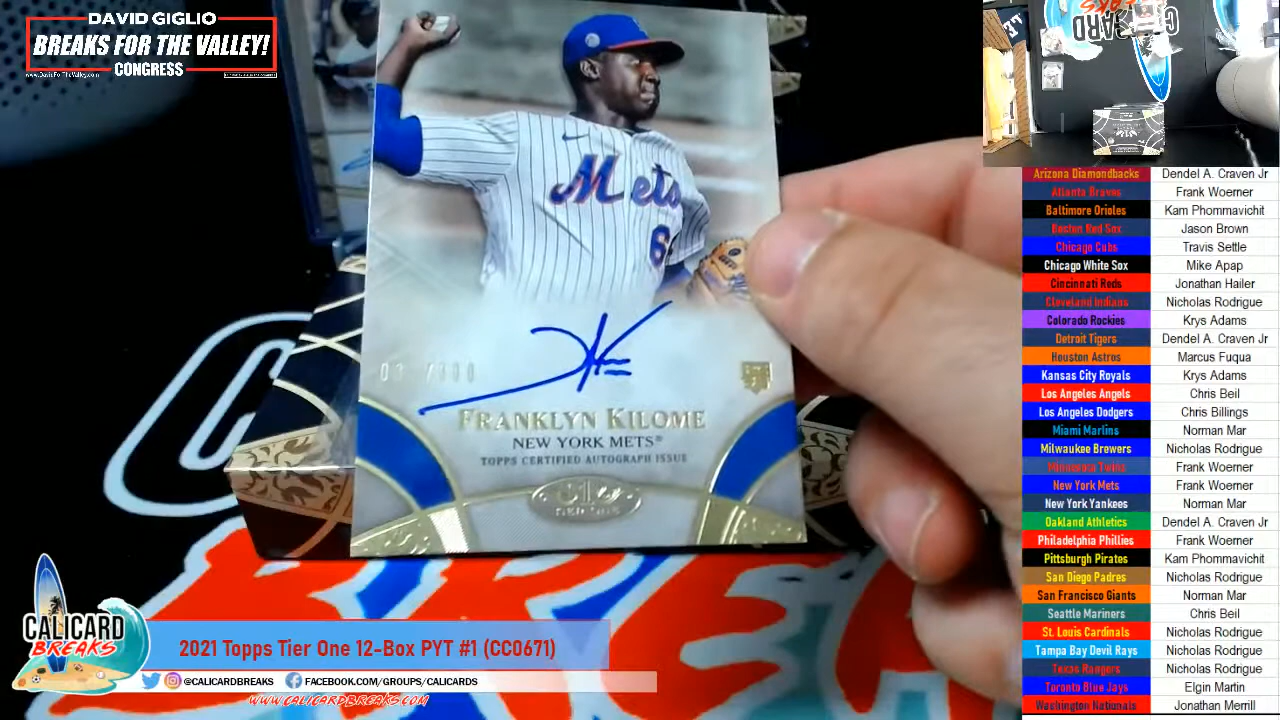 DAVID GIGLIO
BREAKS FOR THE VALLEY!
CONGRESS
www.DavidForTheValley.com
Mets
6
FRANKLYN KILOME
NEW YORK METS®
TOPPS CERTIFIED AUTOGRAPH ISSUE
TIER ONE
CALICARD
BREAKS
2021 Topps Tier One 12-Box PYT #1 (CCO671)
@CALICARDBREAKS
FACEBOOK.COM/GROUPS/CALICARDS
www.CALICARDBREAKS.COM
Arizona Diamondbacks Dendel A. Craven Jr
Atlanta Braves Frank Woerner
Baltimore Orioles Kam Phommavichit
Boston Red Sox Jason Brown
Chicago Cubs Travis Settle
Chicago White Sox Mike Apap
Cincinnati Reds Jonathan Hailer
Cleveland Indians Nicholas Rodrigue
Colorado Rockies Krys Adams
Detroit Tigers Dendel A. Craven Jr
Houston Astros Marcus Fuqua
Kansas City Royals Krys Adams
Los Angeles Angels Chris Beil
Los Angeles Dodgers Chris Billings
Miami Marlins Norman Mar
Milwaukee Brewers Nicholas Rodrigue
Minnesota Twins Frank Woerner
New York Mets Frank Woerner
New York Yankees Norman Mar
Oakland Athletics Dendel A. Craven Jr
Philadelphia Phillies Frank Woerner
Pittsburgh Pirates Kam Phommavichit
San Diego Padres Nicholas Rodrigue
San Francisco Giants Norman Mar
Seattle Mariners Chris Beil
St. Louis Cardinals Nicholas Rodrigue
Tampa Bay Devil Rays Nicholas Rodrigue
Texas Rangers Nicholas Rodrigue
Toronto Blue Jays Elgin Martin
Washington Nationals Jonathan Merrill